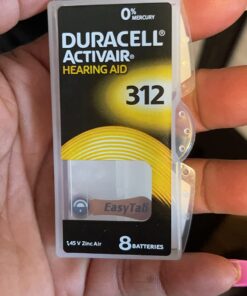 0%
MERCURY
DURACELL®
ACTIVAIR®
HEARING AID
312
EasyTab
1,45 V Zinc Air
8 BATTERIES